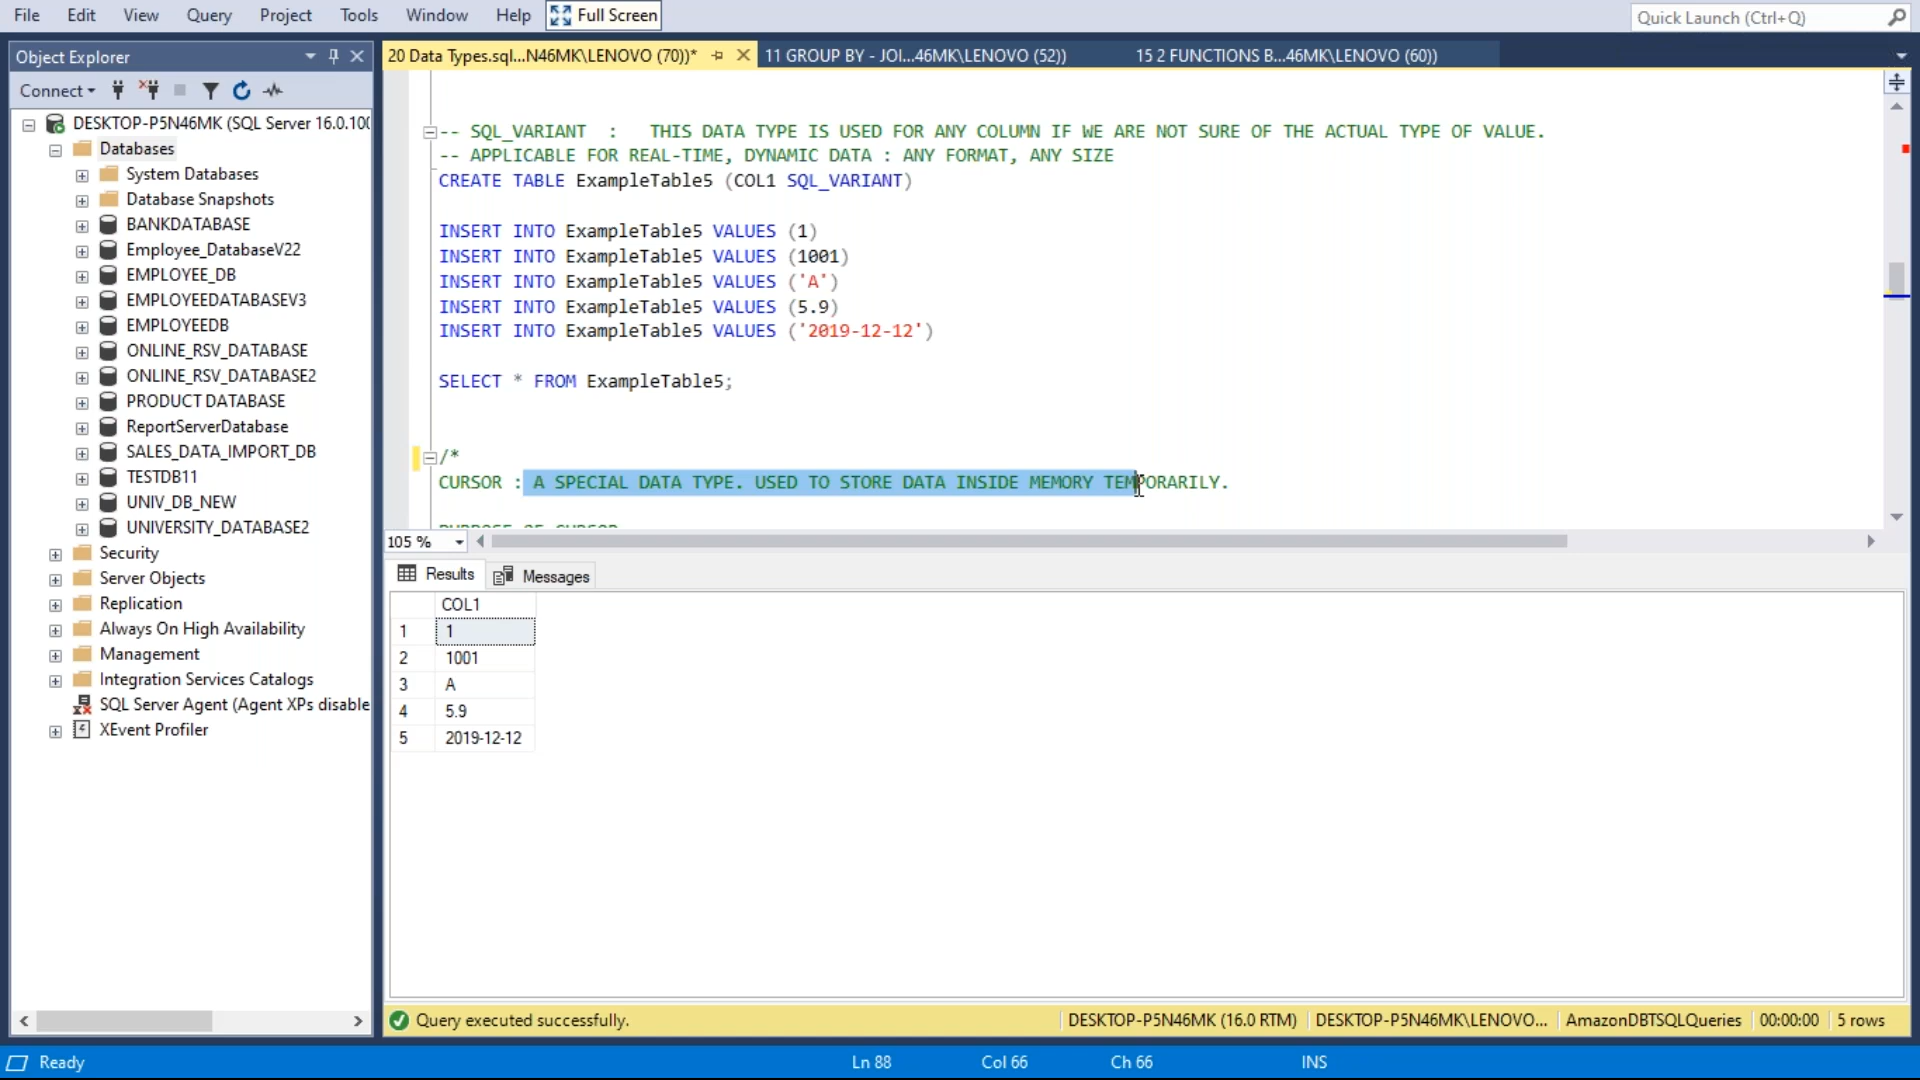 File Edit View Query Project Tools Window Help Full Screen
Quick Launch (Ctrl+Q)
Object Explorer
20 Data Types.sql...N46MK\LENOVO (70))* 11 GROUP BY - JOI...46MK\LENOVO (52)) 15 2 FUNCTIONS B...46MK\LENOVO (60))
Connect
DESKTOP-P5N46MK (SQL Server 16.0.100
Databases
System Databases
Database Snapshots
BANKDATABASE
Employee_DatabaseV22
EMPLOYEE_DB
EMPLOYEEDATABASEV3
EMPLOYEEDB
ONLINE_RSV_DATABASE
ONLINE_RSV_DATABASE2
PRODUCT DATABASE
ReportServerDatabase
SALES_DATA_IMPORT_DB
TESTDB11
UNIV_DB_NEW
UNIVERSITY_DATABASE2
Security
Server Objects
Replication
Always On High Availability
Management
Integration Services Catalogs
SQL Server Agent (Agent XPs disable
XEvent Profiler
-- SQL_VARIANT : THIS DATA TYPE IS USED FOR ANY COLUMN IF WE ARE NOT SURE OF THE ACTUAL TYPE OF VALUE.
-- APPLICABLE FOR REAL-TIME, DYNAMIC DATA : ANY FORMAT, ANY SIZE
CREATE TABLE ExampleTable5 (COL1 SQL_VARIANT)
INSERT INTO ExampleTable5 VALUES (1)
INSERT INTO ExampleTable5 VALUES (1001)
INSERT INTO ExampleTable5 VALUES ('A')
INSERT INTO ExampleTable5 VALUES (5.9)
INSERT INTO ExampleTable5 VALUES ('2019-12-12')
SELECT * FROM ExampleTable5;
/*
CURSOR : A SPECIAL DATA TYPE. USED TO STORE DATA INSIDE MEMORY TEMPORARILY.
PURPOSE OF CURSOR
105 %
Results Messages
COL1
1 1
2 1001
3 A
4 5.9
5 2019-12-12
Query executed successfully. DESKTOP-P5N46MK (16.0 RTM) DESKTOP-P5N46MK\LENOVO... AmazonDBTSQLQueries 00:00:00 5 rows
Ready Ln 88 Col 66 Ch 66 INS